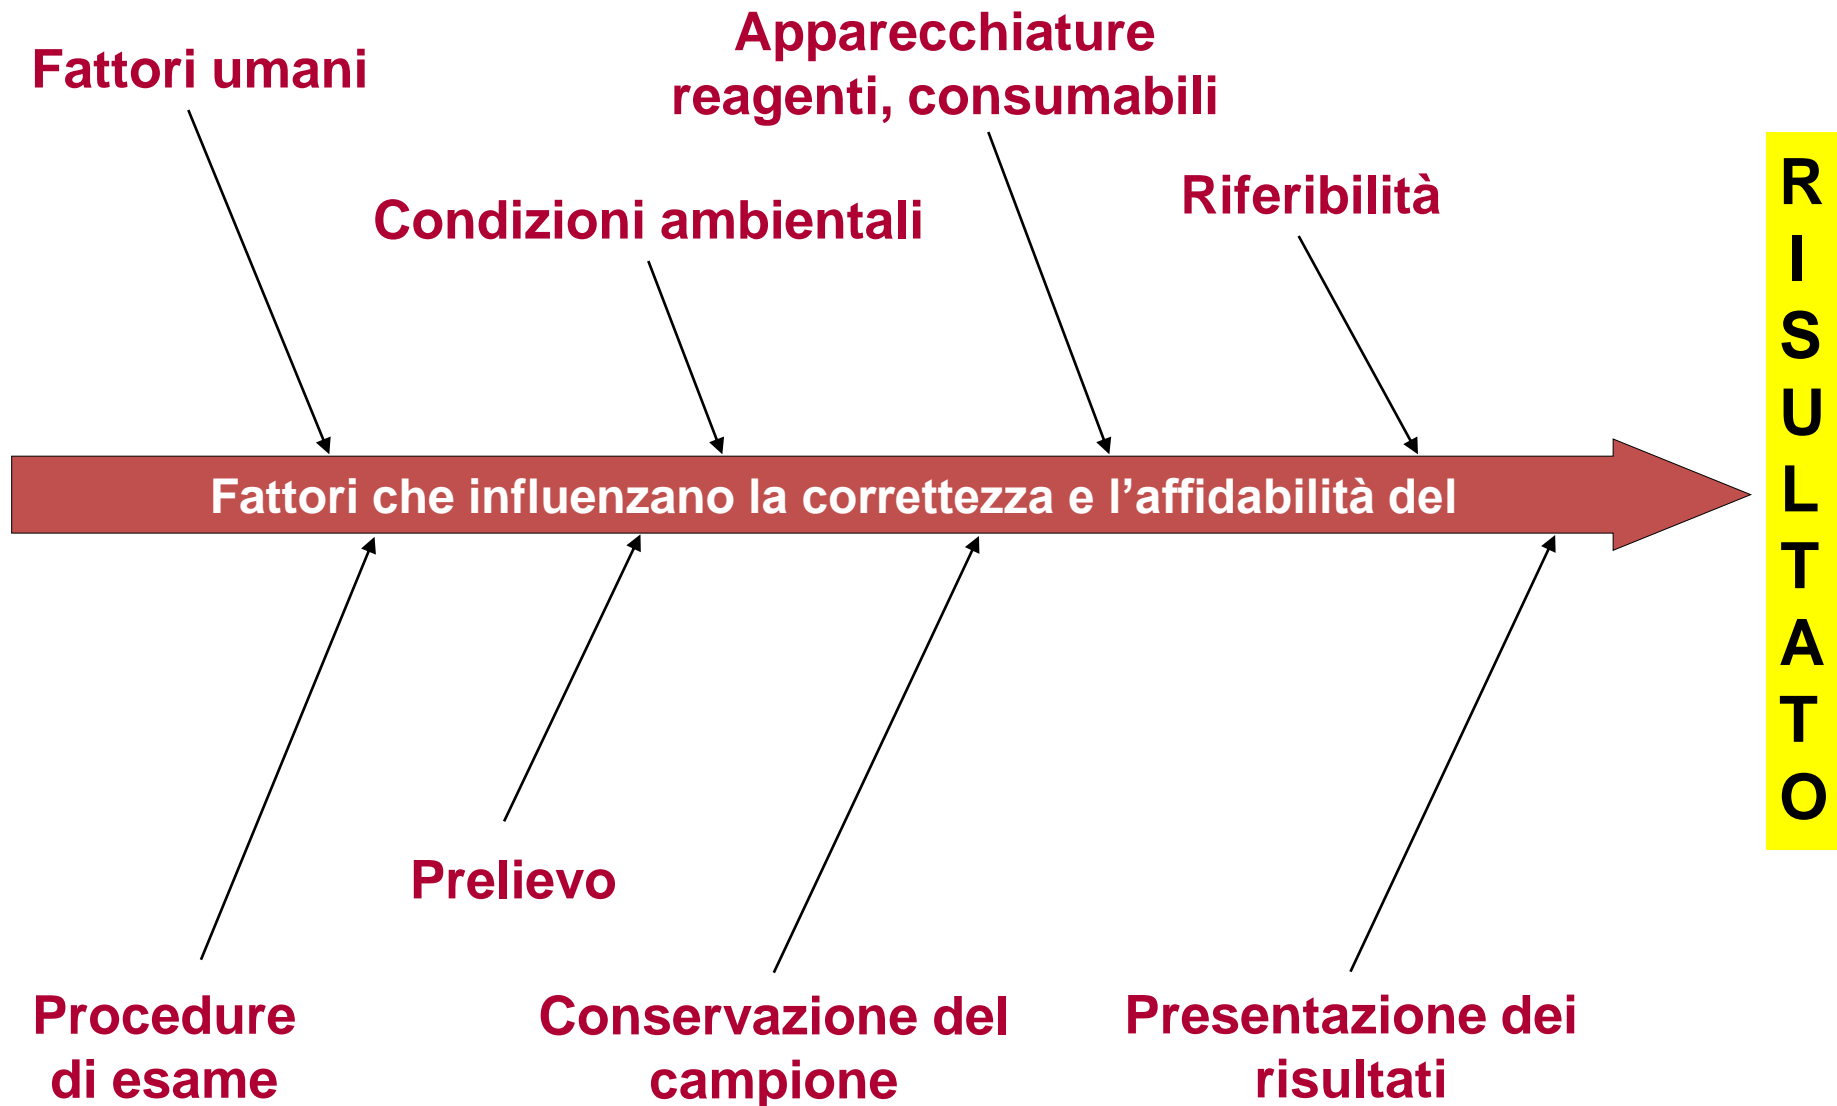 Fattori umani
Apparecchiature
reagenti, consumabili
Condizioni ambientali
Riferibilità
Fattori che influenzano la correttezza e l’affidabilità del
R
I
S
U
L
T
A
T
O
Prelievo
Procedure
di esame
Conservazione del
campione
Presentazione dei
risultati